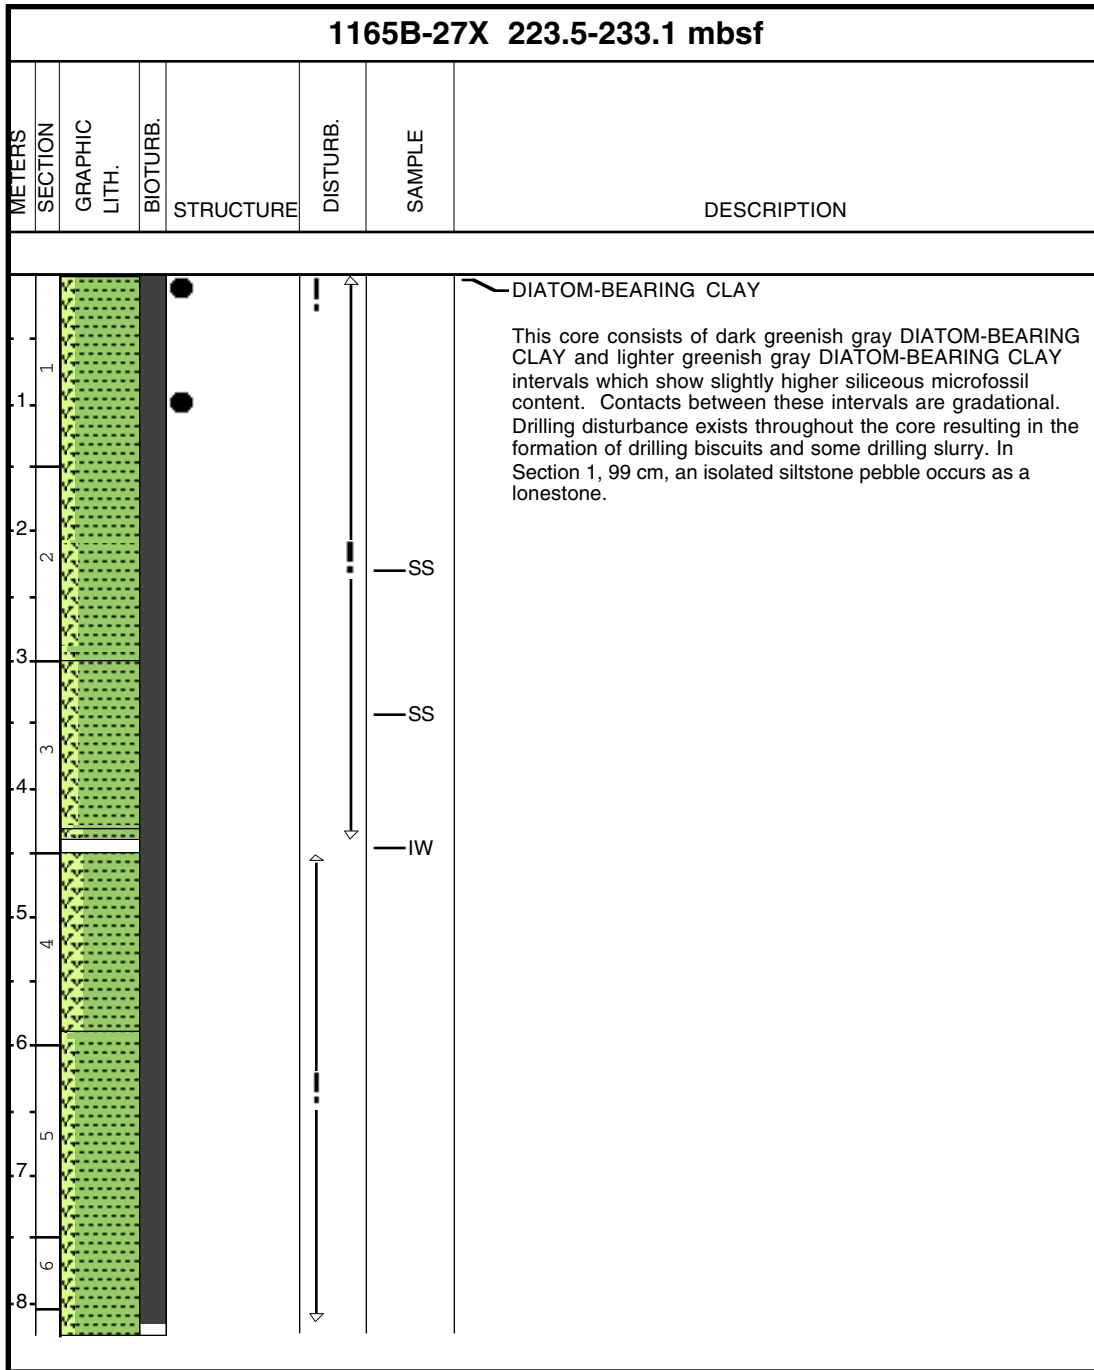 1165B-27X 223.5-233.1 mbsf
METERS
SECTION
GRAPHIC
LITH.
BIOTURB.
STRUCTURE
DISTURB.
SAMPLE
DESCRIPTION
DIATOM-BEARING CLAY
This core consists of dark greenish gray DIATOM-BEARING
CLAY and lighter greenish gray DIATOM-BEARING CLAY
intervals which show slightly higher siliceous microfossil
content. Contacts between these intervals are gradational.
Drilling disturbance exists throughout the core resulting in the
formation of drilling biscuits and some drilling slurry. In
Section 1, 99 cm, an isolated siltstone pebble occurs as a
lonestone.
1
1
2
2
SS
3
SS
3
4
IW
5
4
6
5
7
6
8